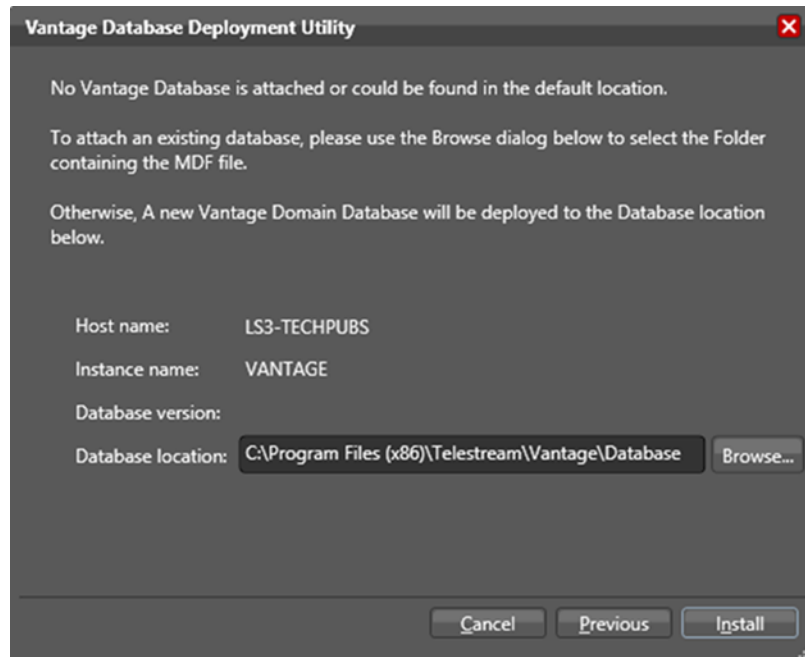 Vantage Database Deployment Utility
No Vantage Database is attached or could be found in the default location.
To attach an existing database, please use the Browse dialog below to select the Folder
containing the MDF file.
Otherwise, A new Vantage Domain Database will be deployed to the Database location
below.
Host name: LS3-TECHPUBS
Instance name: VANTAGE
Database version:
Database location: C:\Program Files (x86)\Telestream\Vantage\Database Browse...
Cancel Previous Install